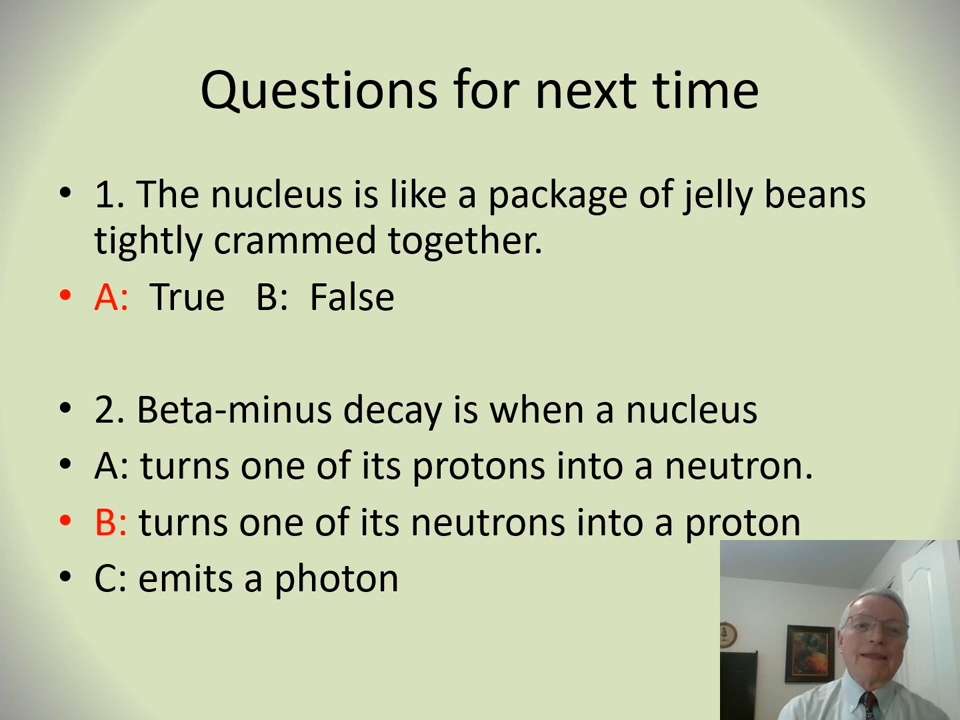 Questions for next time
• 1. The nucleus is like a package of jelly beans
tightly crammed together.
• A: True B: False
• 2. Beta-minus decay is when a nucleus
• A: turns one of its protons into a neutron.
• B: turns one of its neutrons into a proton
• C: emits a photon